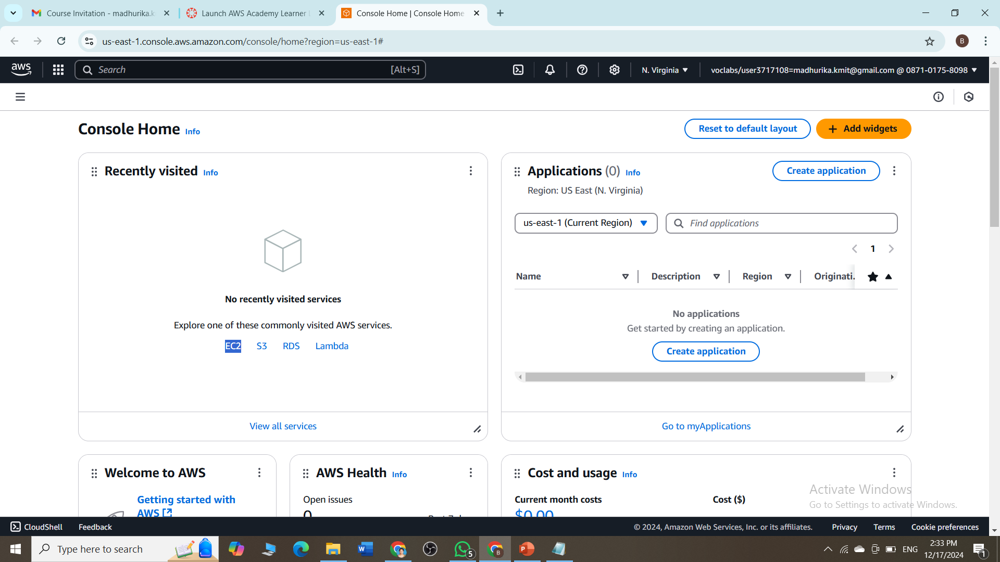 Course Invitation - madhurika.k
Launch AWS Academy Learner L
Console Home | Console Home
us-east-1.console.aws.amazon.com/console/home?region=us-east-1#
B
aws
Search
[Alt+S]
N. Virginia
voclabs/user3717108=madhurika.kmit@gmail.com @ 0871-0175-8098
Console Home Info
Reset to default layout
Add widgets
Recently visited Info
No recently visited services
Explore one of these commonly visited AWS services.
EC2 S3 RDS Lambda
View all services
Applications (0) Info
Create application
Region: US East (N. Virginia)
us-east-1 (Current Region)
Find applications
1
Name Description Region Originati.
No applications
Get started by creating an application.
Create application
Go to myApplications
Welcome to AWS
Getting started with
AWS
AWS Health Info
Open issues
0
Cost and usage Info
Current month costs
$0.00
Cost ($)
Activate Windows
Go to Settings to activate Windows.
CloudShell Feedback
© 2024, Amazon Web Services, Inc. or its affiliates. Privacy Terms Cookie preferences
Type here to search
5
B
ENG
2:33 PM
12/17/2024
1